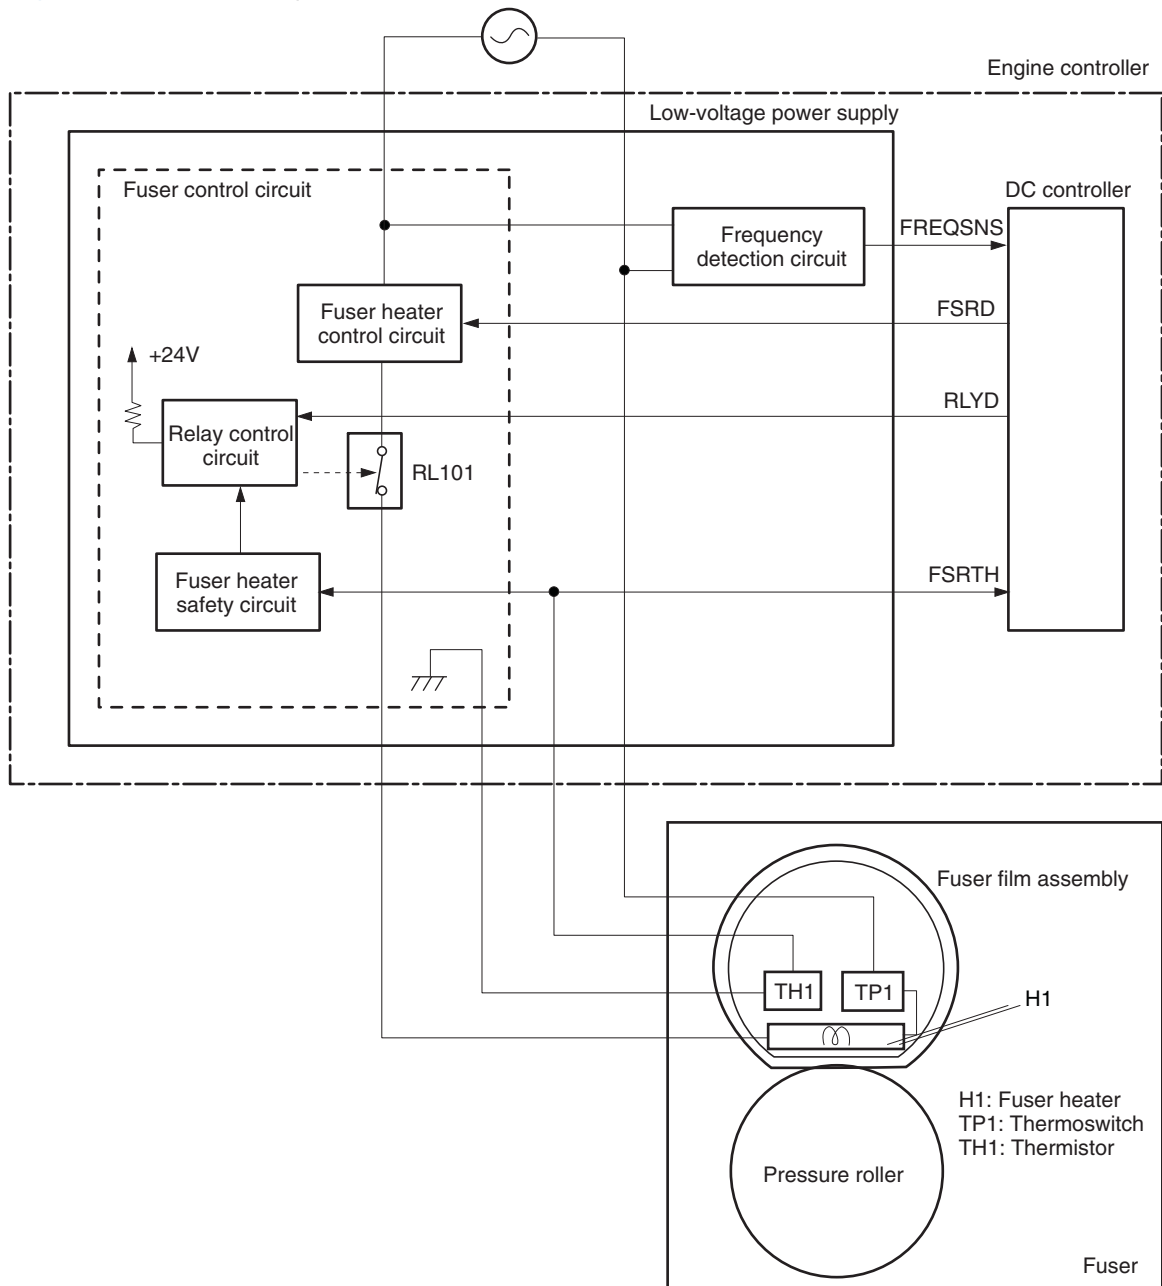 Engine controller
Low-voltage power supply
Fuser control circuit
DC controller
Frequency
detection circuit
FREQSNS
Fuser heater
control circuit
FSRD
+24V
Relay control
circuit
RLYD
RL101
Fuser heater
safety circuit
FSRTH
Fuser film assembly
TH1
TP1
H1
H1: Fuser heater
TP1: Thermoswitch
TH1: Thermistor
Pressure roller
Fuser